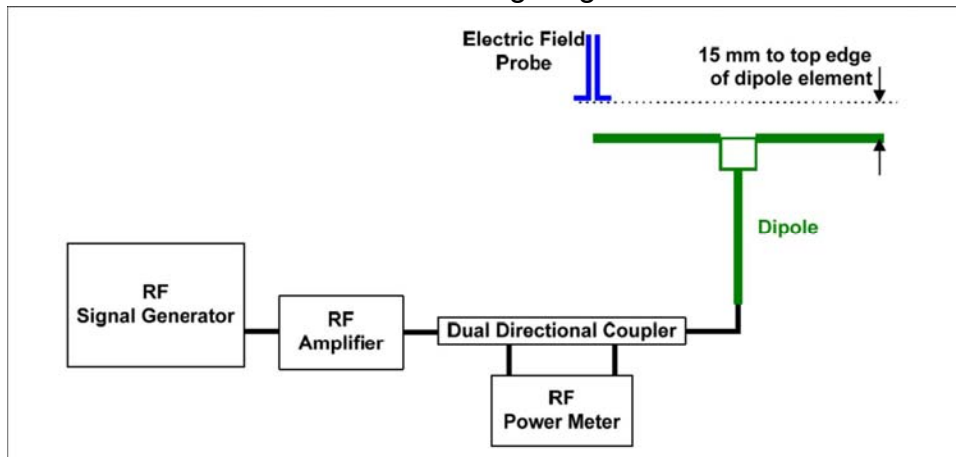 Electric Field
Probe
15 mm to top edge
of dipole element
Dipole
RF
Signal Generator
RF
Amplifier
Dual Directional Coupler
RF
Power Meter